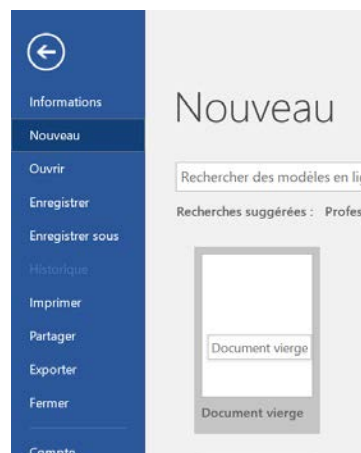 Informations
Nouveau
Ouvrir
Enregistrer
Enregistrer sous
Historique
Imprimer
Partager
Exporter
Fermer
Compte
Nouveau
Rechercher des modèles en li
Recherches suggérées : Profes
Document vierge
Document vierge